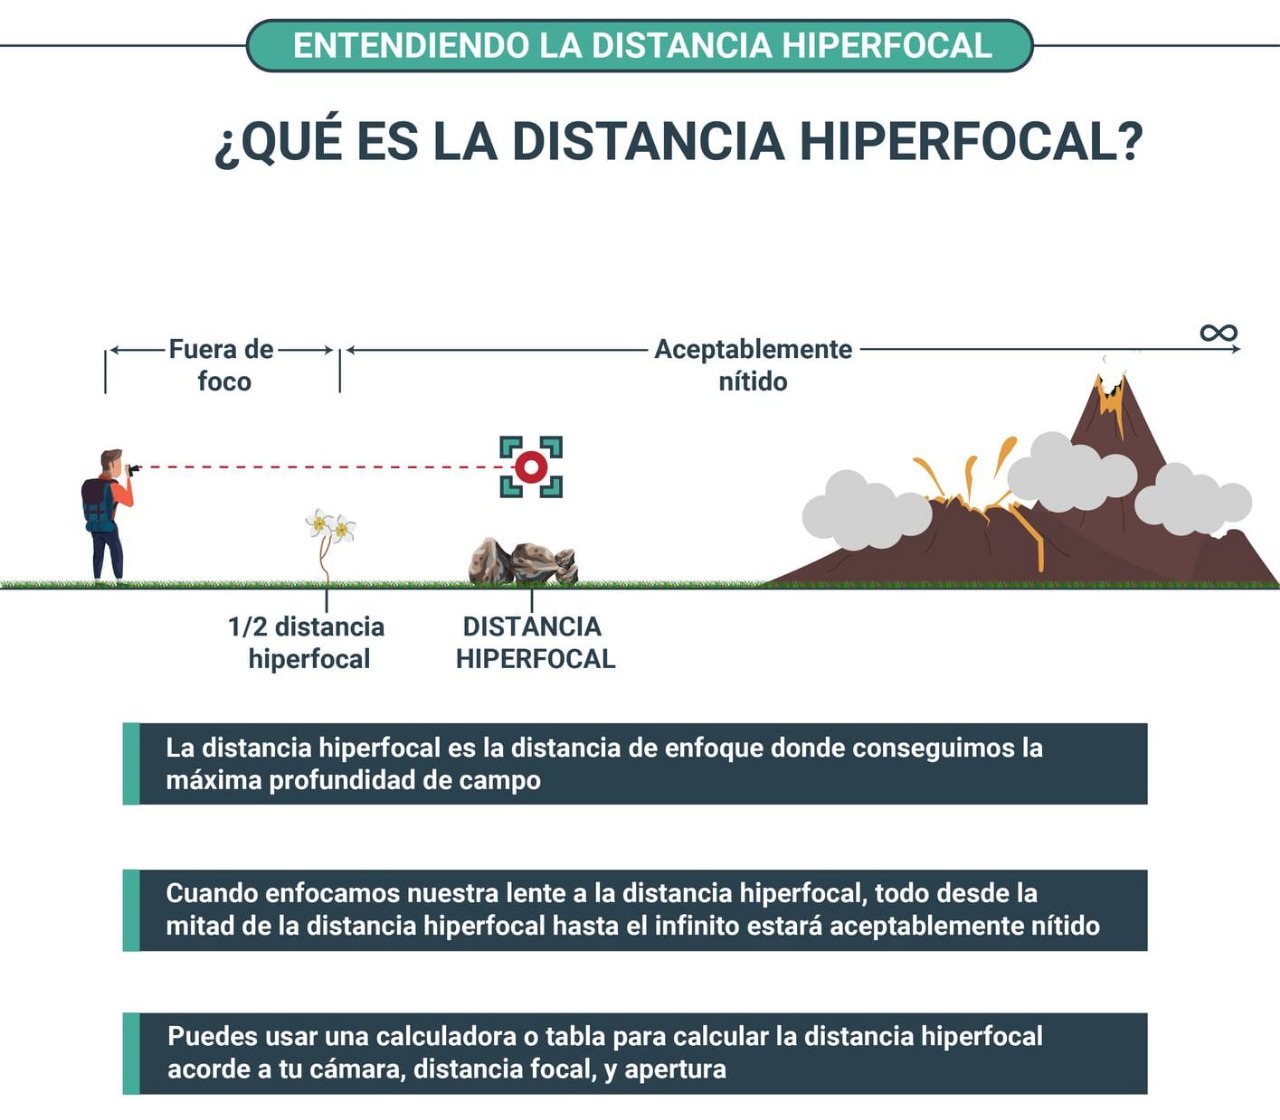 ENTENDIENDO LA DISTANCIA HIPERFOCAL
¿QUÉ ES LA DISTANCIA HIPERFOCAL?
∞
Fuera de
foco
Aceptablemente
nítido
1/2 distancia
hiperfocal
DISTANCIA
HIPERFOCAL
La distancia hiperfocal es la distancia de enfoque donde conseguimos la
máxima profundidad de campo
Cuando enfocamos nuestra lente a la distancia hiperfocal, todo desde la
mitad de la distancia hiperfocal hasta el infinito estará aceptablemente nítido
Puedes usar una calculadora o tabla para calcular la distancia hiperfocal
acorde a tu cámara, distancia focal, y apertura